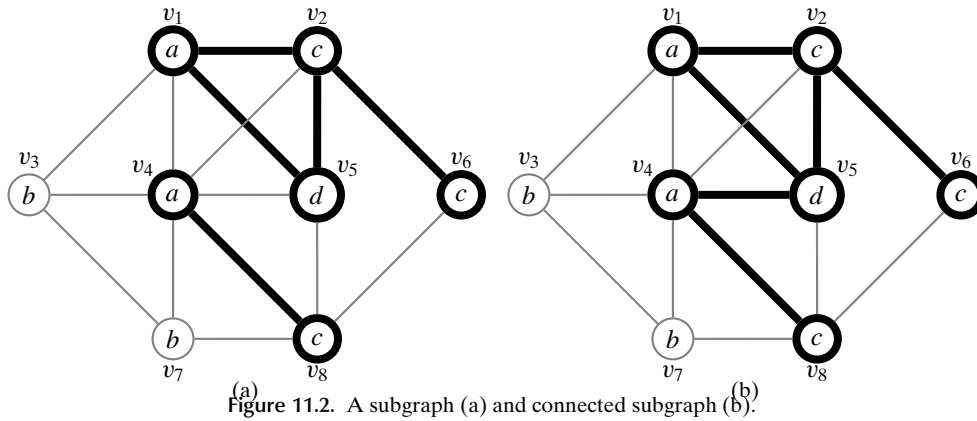 v1 v2 v1 v2
a c a c
v3 v4 v5 v6 v3 v4 v5 v6
b a d c b a d c
b c b c
v7 v8 v7 v8
(a) (b)
Figure 11.2. A subgraph (a) and connected subgraph (b).